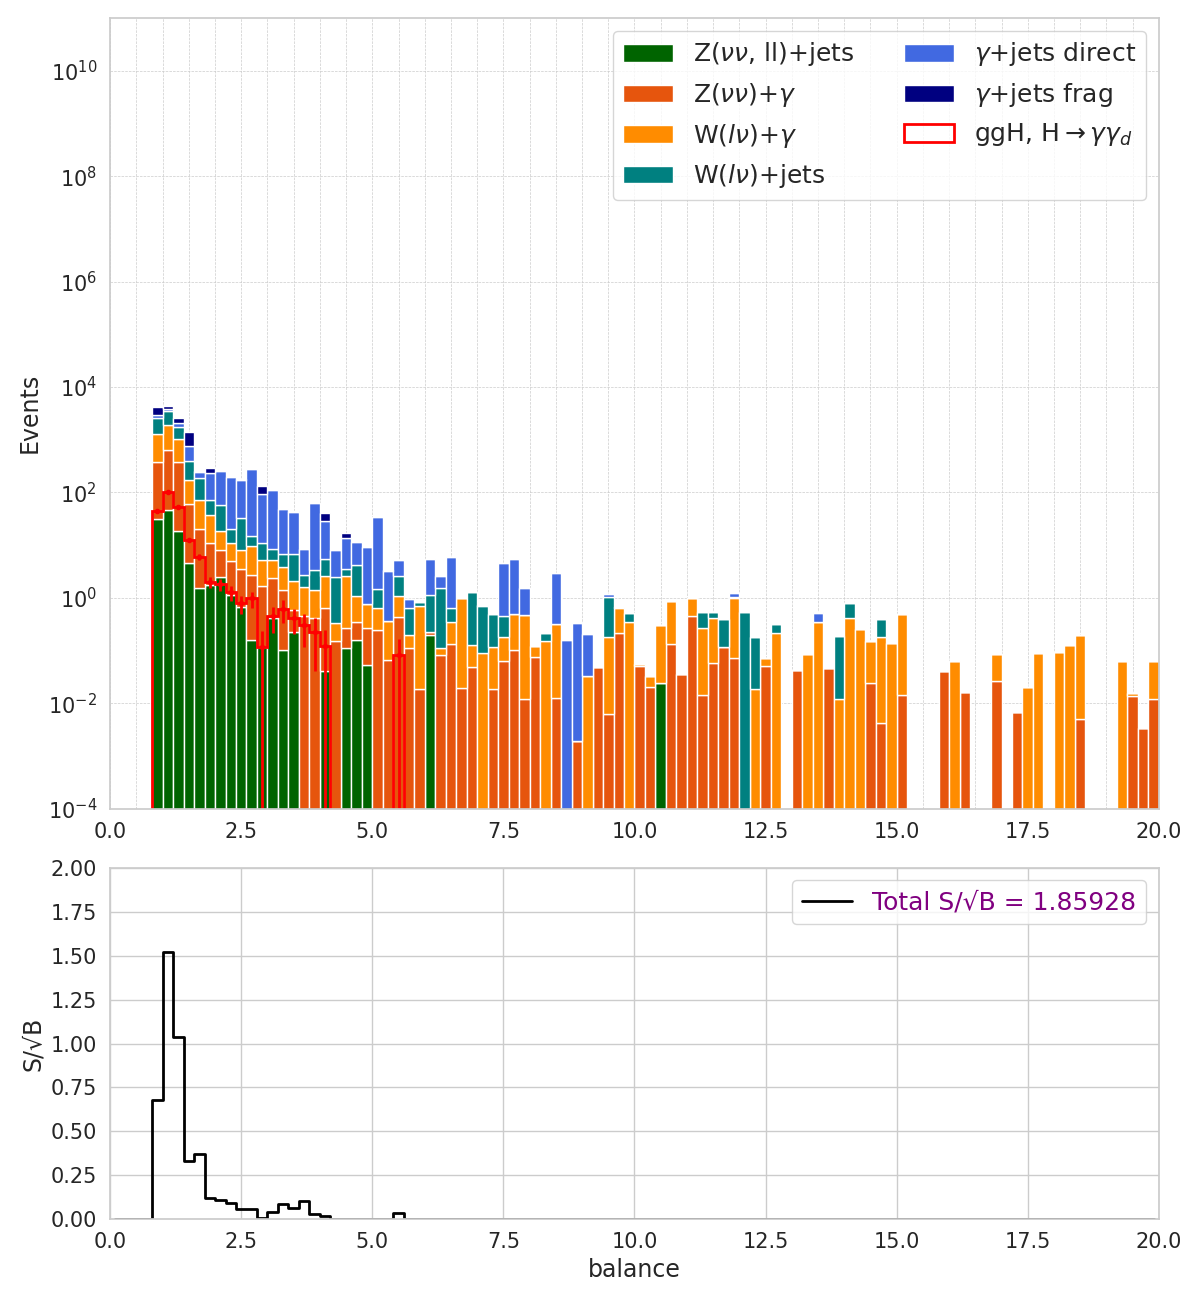 Z(νν, ll)+jets
Z(νν)+γ
W(lν)+γ
W(lν)+jets
γ+jets direct
γ+jets frag
ggH, H→γγ_d
Events
10^10
10^8
10^6
10^4
10^2
10^0
10^−2
10^−4
0.0 2.5 5.0 7.5 10.0 12.5 15.0 17.5 20.0
Total S/√B = 1.85928
S/√B
2.00
1.75
1.50
1.25
1.00
0.75
0.50
0.25
0.00
0.0 2.5 5.0 7.5 10.0 12.5 15.0 17.5 20.0
balance